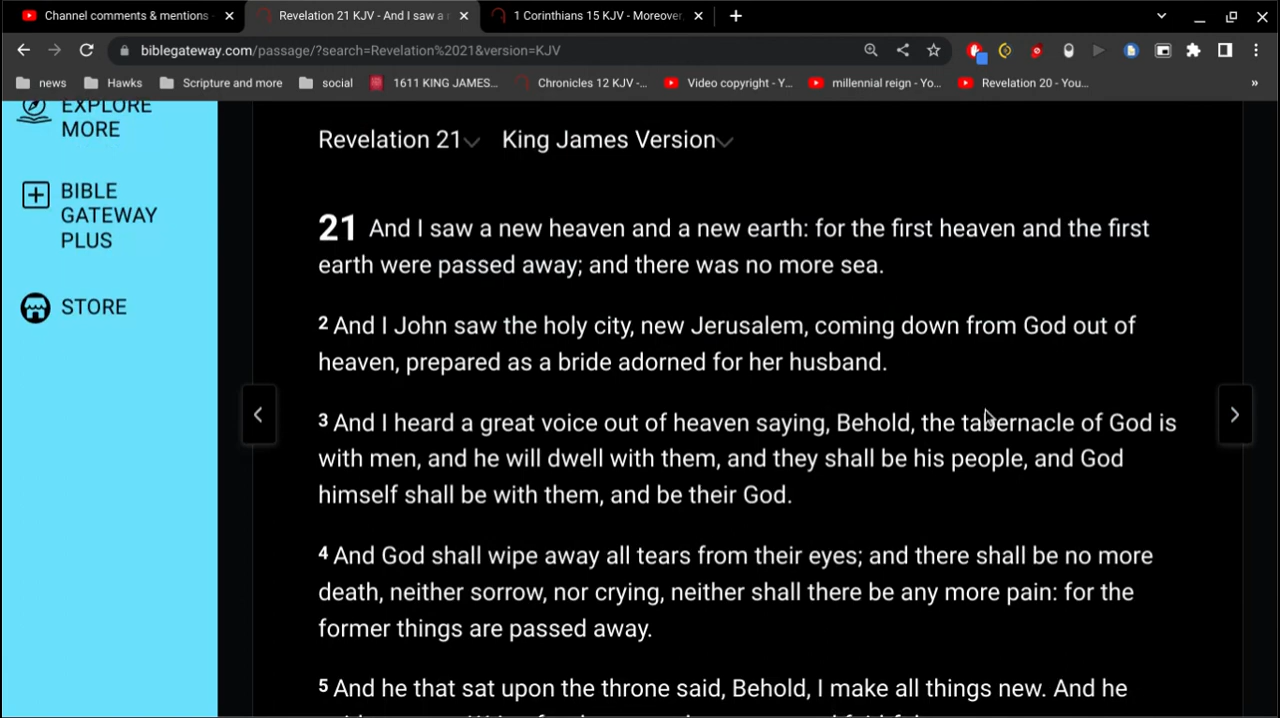 Channel comments & mentions
Revelation 21 KJV - And I saw a
1 Corinthians 15 KJV - Moreover,
biblegateway.com/passage/?search=Revelation%2021&version=KJV
news
Hawks
Scripture and more
social
1611 KING JAMES...
Chronicles 12 KJV -...
Video copyright - Y...
millennial reign - Yo...
Revelation 20 - You...
»
EXPLORE
MORE
BIBLE
GATEWAY
PLUS
STORE
Revelation 21 King James Version
21 And I saw a new heaven and a new earth: for the first heaven and the first
earth were passed away; and there was no more sea.
2 And I John saw the holy city, new Jerusalem, coming down from God out of
heaven, prepared as a bride adorned for her husband.
3 And I heard a great voice out of heaven saying, Behold, the tabernacle of God is
with men, and he will dwell with them, and they shall be his people, and God
himself shall be with them, and be their God.
4 And God shall wipe away all tears from their eyes; and there shall be no more
death, neither sorrow, nor crying, neither shall there be any more pain: for the
former things are passed away.
5 And he that sat upon the throne said, Behold, I make all things new. And he